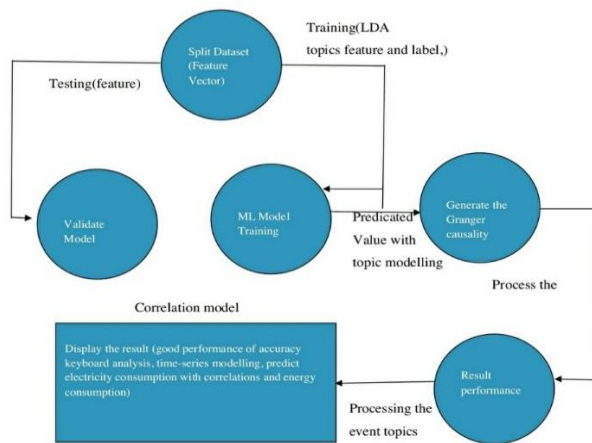 Training(LDA
topics feature and label,)
Split Dataset
(Feature
Vector)
Testing(feature)
Validate
Model
ML Model
Training
Predicated
Value with
topic modelling
Generate the
Granger
causality
Process the
Correlation model
Display the result (good performance of accuracy
keyboard analysis, time-series modelling, predict
electricity consumption with correlations and energy
consumption)
Processing the
event topics
Result
performance